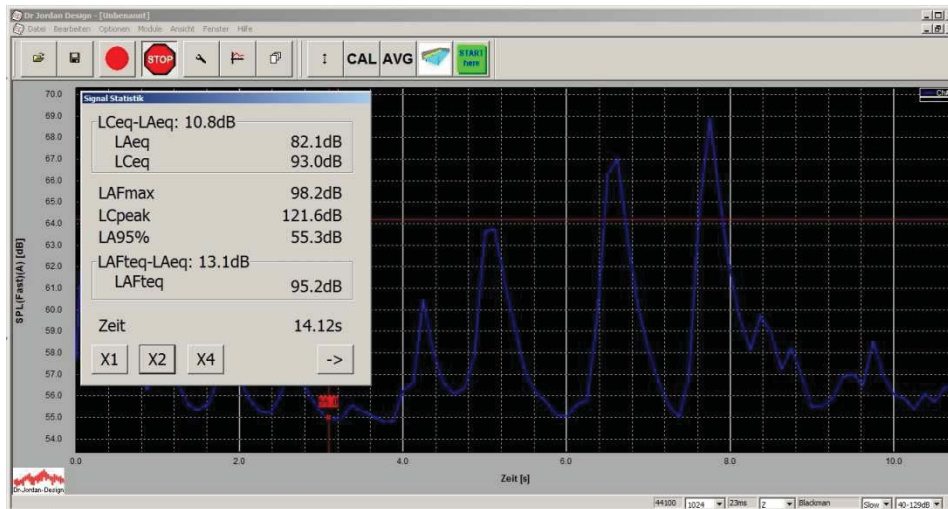 Dr Jordan Design - [Unbenannt]
Datei Bearbeiten Optionen Module Ansicht Fenster Hilfe
STOP I CAL AVG START here
Signal Statistik
LCeq-LAeq: 10.8dB
LAeq 82.1dB
LCeq 93.0dB
LAFmax 98.2dB
LCpeak 121.6dB
LA95% 55.3dB
LAFteq-LAeq: 13.1dB
LAFteq 95.2dB
Zeit 14.12s
X1 X2 X4 ->
SPL(Fast)(A) [dB]
70.0
69.0
68.0
67.0
66.0
65.0
64.0
63.0
62.0
61.0
60.0
59.0
58.0
57.0
56.0
55.0
54.0
0.0 2.0 4.0 6.0 8.0 10.0
Zeit [s]
Dr-Jordan-Design
44100 1024 23ms Z Blackman Slow 40-129dB